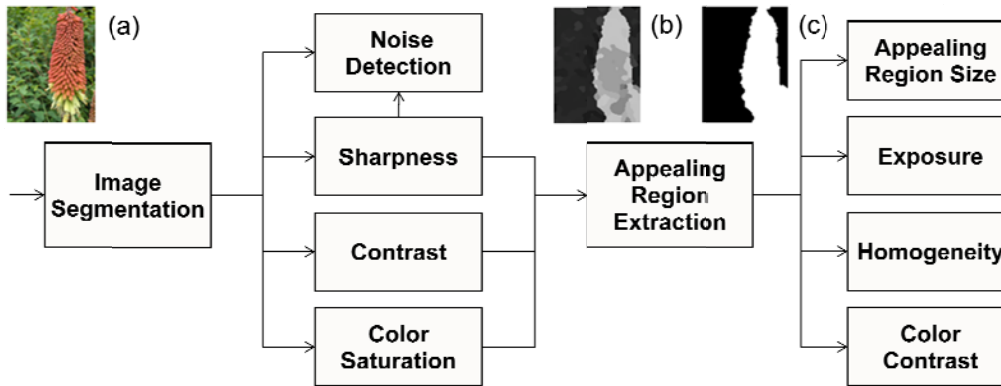 (a)
Image
Segmentation
Noise
Detection
Sharpness
Contrast
Color
Saturation
(b)
(c)
Appealing
Region
Extraction
Appealing
Region Size
Exposure
Homogeneity
Color
Contrast